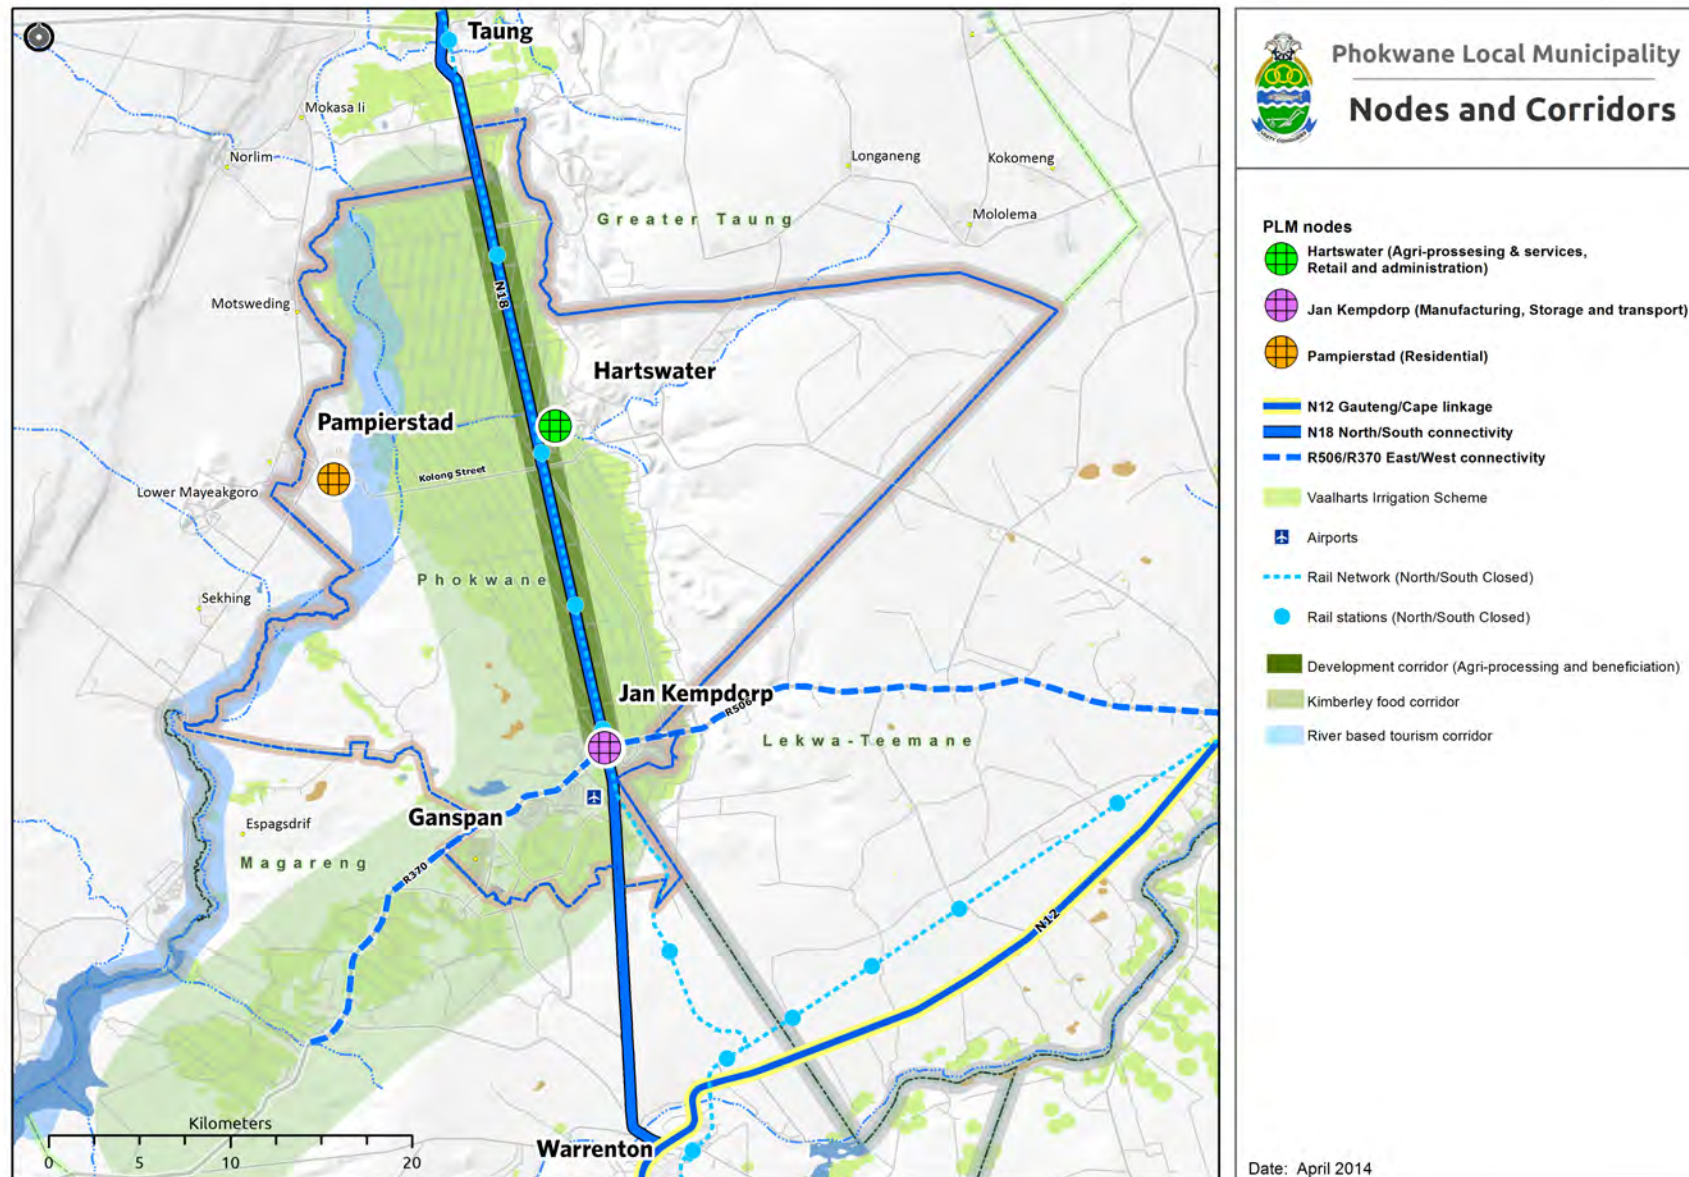 Taung
Mokasa Ii
Norlim
Longaneng
Kokomeng
Mololema
Greater Taung
Motsweding
N18
Hartswater
Pampierstad
Kolong Street
Lower Mayeakgoro
Phokwane
Sekhing
Jan Kempdorp
R506
Lekwa-Teemane
Ganspan
Espagsdrif
Magareng
R370
N12
Kilometers
0 5 10 20
Warrenton
Phokwane Local Municipality
Nodes and Corridors
PLM nodes
Hartswater (Agri-prossesing & services,
Retail and administration)
Jan Kempdorp (Manufacturing, Storage and transport)
Pampierstad (Residential)
N12 Gauteng/Cape linkage
N18 North/South connectivity
R506/R370 East/West connectivity
Vaalharts Irrigation Scheme
Airports
Rail Network (North/South Closed)
Rail stations (North/South Closed)
Development corridor (Agri-processing and beneficiation)
Kimberley food corridor
River based tourism corridor
Date: April 2014